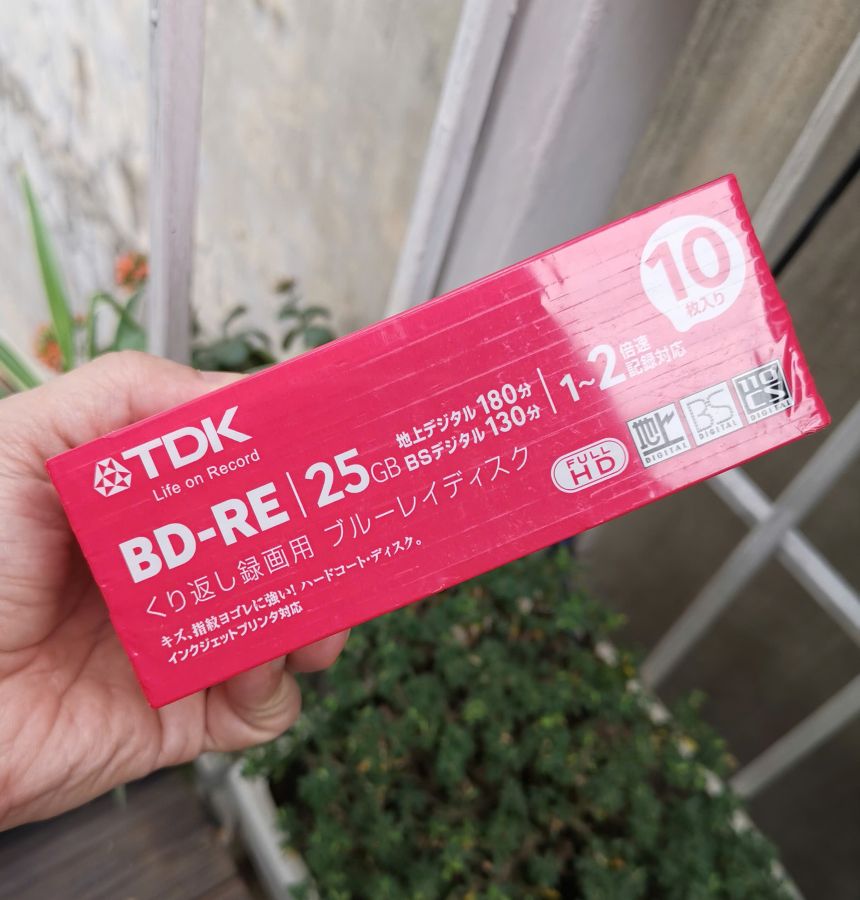 TDK
Life on Record
BD-RE
25GB
地上デジタル 180分
BSデジタル 130分
1~2倍速
記録対応
10
枚入り
くり返し録画用 ブルーレイディスク
FULL
HD
地上
DIGITAL
BS
DIGITAL
110
CS
DIGITAL
キズ、指紋ヨゴレに強い! ハードコート・ディスク。
インクジェットプリンタ対応